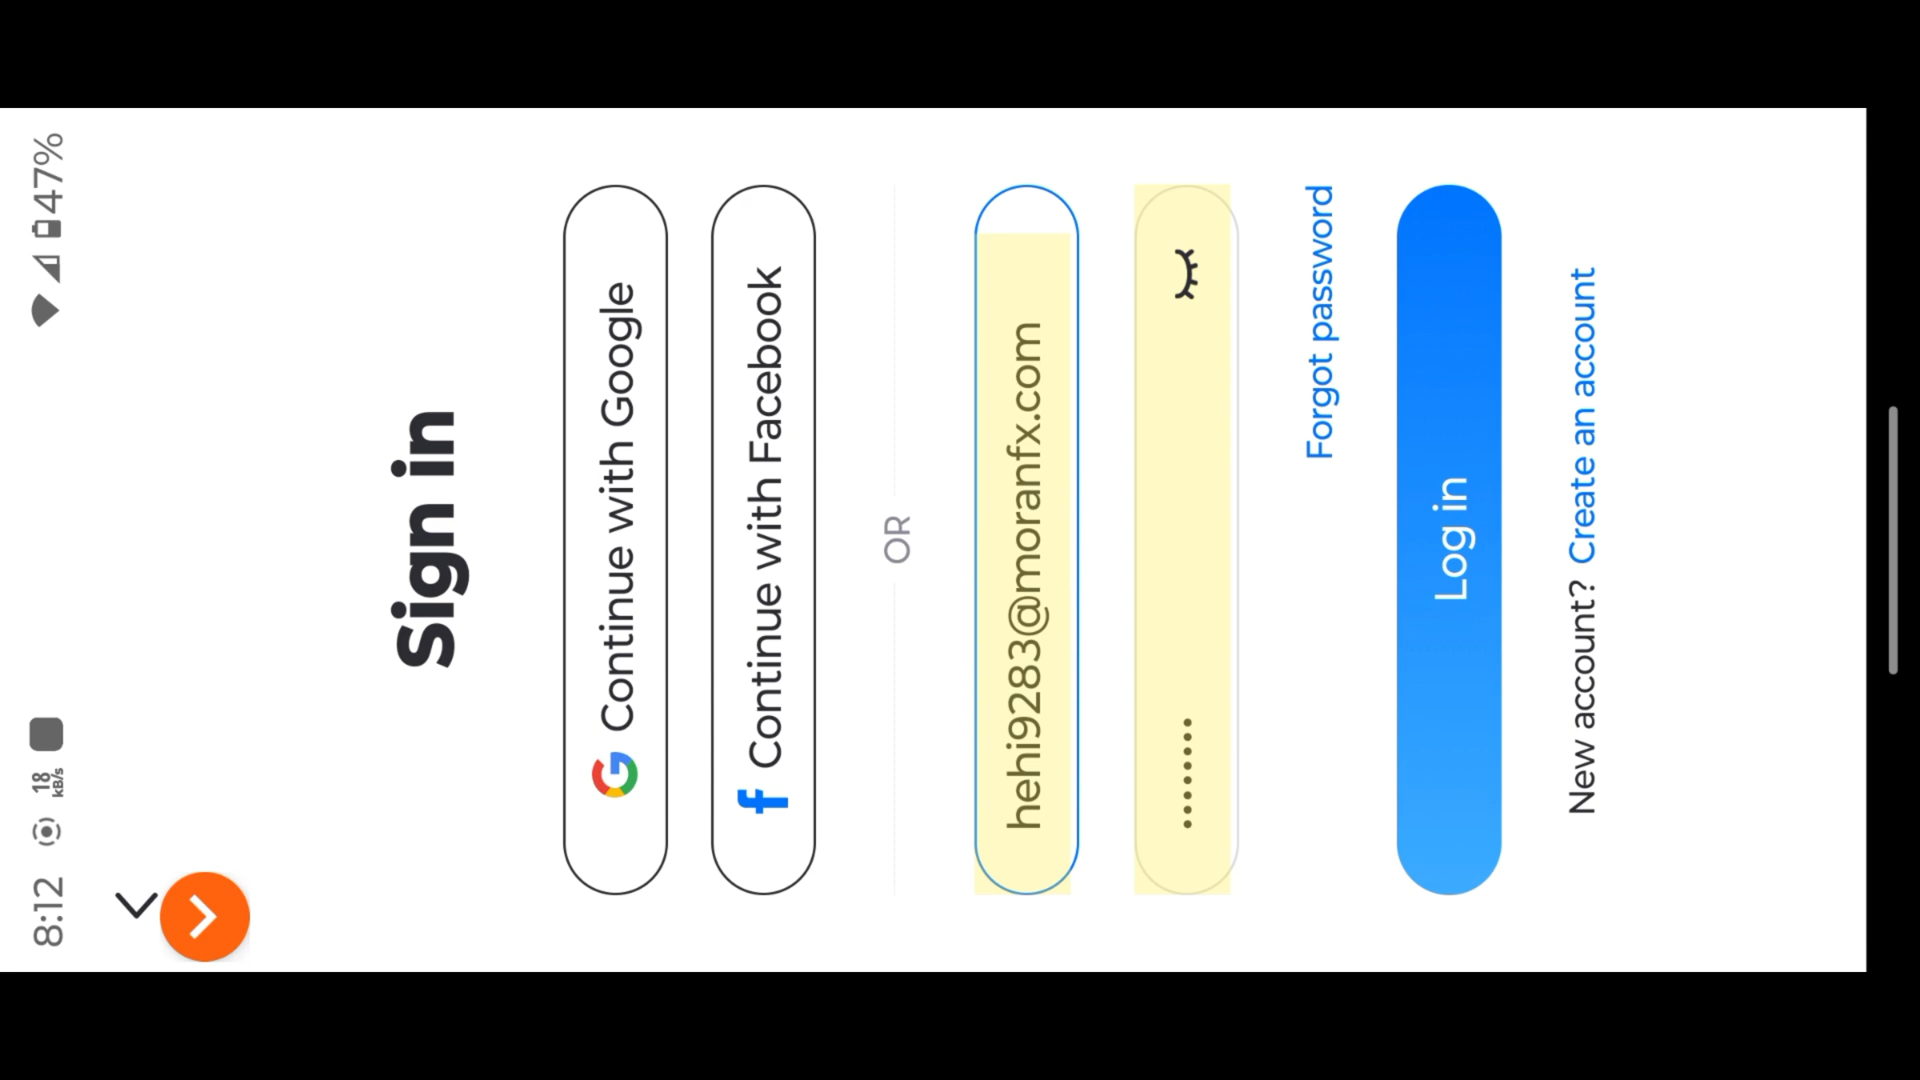 8:12 18 kB/s 47%
Sign in
Continue with Google
Continue with Facebook
OR
hehi9283@moranfx.com
••••••••
Forgot password
Log in
New account? Create an account